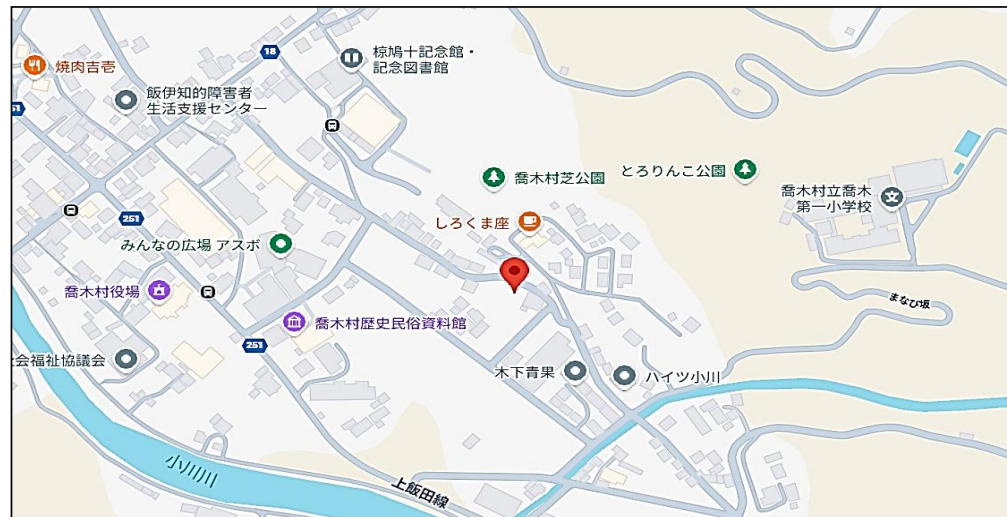 18
椋鳩十記念館・
記念図書館
焼肉吉壱
飯伊知的障害者
生活支援センター
251
喬木村芝公園
とろりんこ公園
喬木村立喬木
第一小学校
251
しろくま座
みんなの広場 アスボ
喬木村役場
まなび坂
喬木村歴史民俗資料館
251
会福祉協議会
木下青果
ハイツ小川
小川川
上飯田線